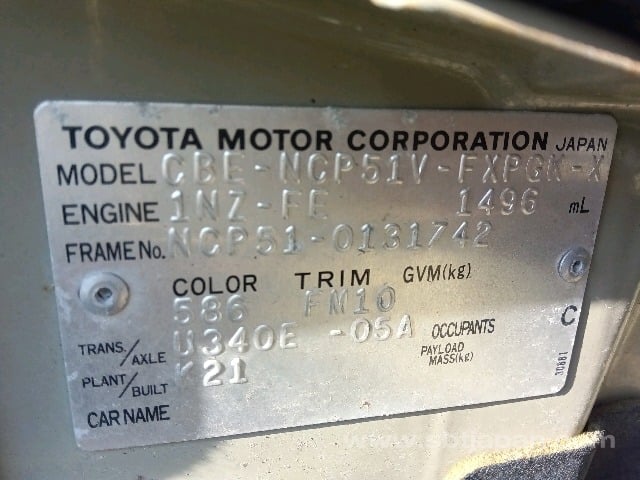 TOYOTA MOTOR CORPORATION JAPAN
MODEL CBE-NCP51V-FXPGK-X
ENGINE 1NZ-FE 1496 mL
FRAME No. NCP51-0131742
COLOR TRIM GVM(kg)
586 FM10
C
TRANS./AXLE U340E -05A OCCUPANTS
PAYLOAD MASS(kg)
PLANT/BUILT K21
CAR NAME
30881